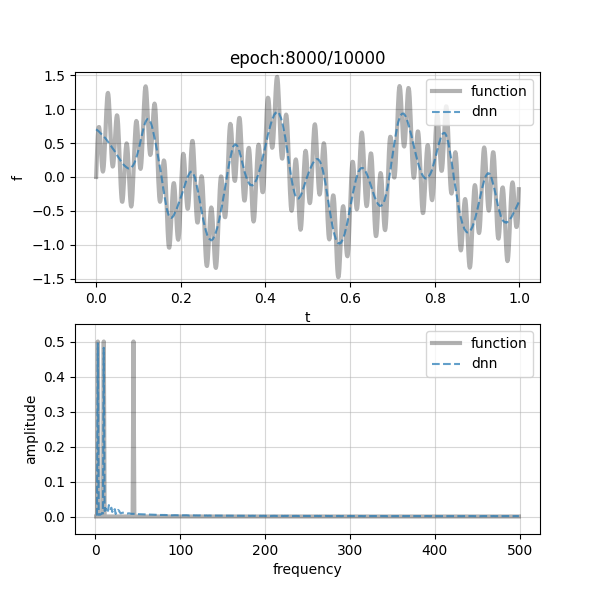 epoch:8000/10000
1.5
1.0
0.5
0.0
−0.5
−1.0
−1.5
f
function
dnn
0.0 0.2 0.4 0.6 0.8 1.0
t
0.5
0.4
0.3
0.2
0.1
0.0
amplitude
function
dnn
0 100 200 300 400 500
frequency